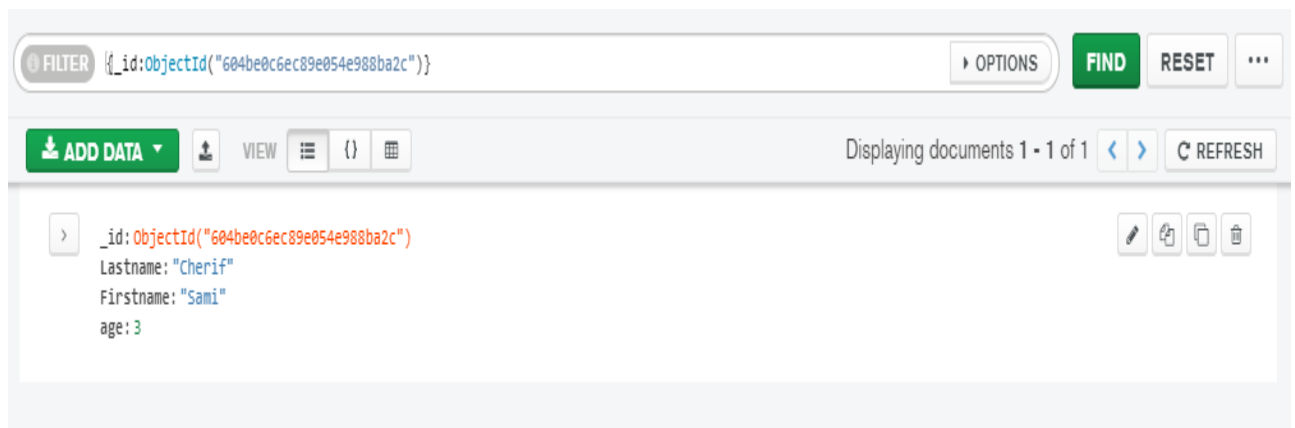 FILTER {_id:ObjectId("604be0c6ec89e054e988ba2c")} OPTIONS FIND RESET ...
ADD DATA VIEW {} Displaying documents 1 - 1 of 1 < > REFRESH
_id:ObjectId("604be0c6ec89e054e988ba2c")
Lastname:"Cherif"
Firstname:"Sami"
age:3